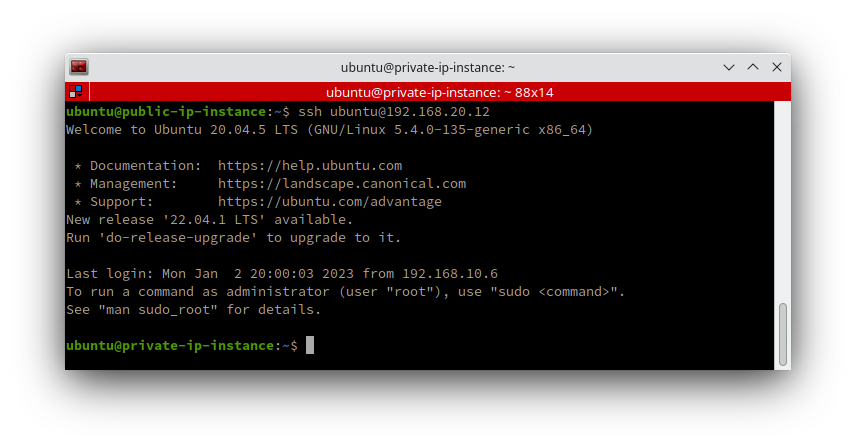 ubuntu@private-ip-instance: ~
ubuntu@private-ip-instance: ~ 88x14
ubuntu@public-ip-instance:~$ ssh ubuntu@192.168.20.12
Welcome to Ubuntu 20.04.5 LTS (GNU/Linux 5.4.0-135-generic x86_64)
* Documentation:  https://help.ubuntu.com
* Management:     https://landscape.canonical.com
* Support:        https://ubuntu.com/advantage
New release '22.04.1 LTS' available.
Run 'do-release-upgrade' to upgrade to it.
Last login: Mon Jan  2 20:00:03 2023 from 192.168.10.6
To run a command as administrator (user "root"), use "sudo <command>".
See "man sudo_root" for details.
ubuntu@private-ip-instance:~$